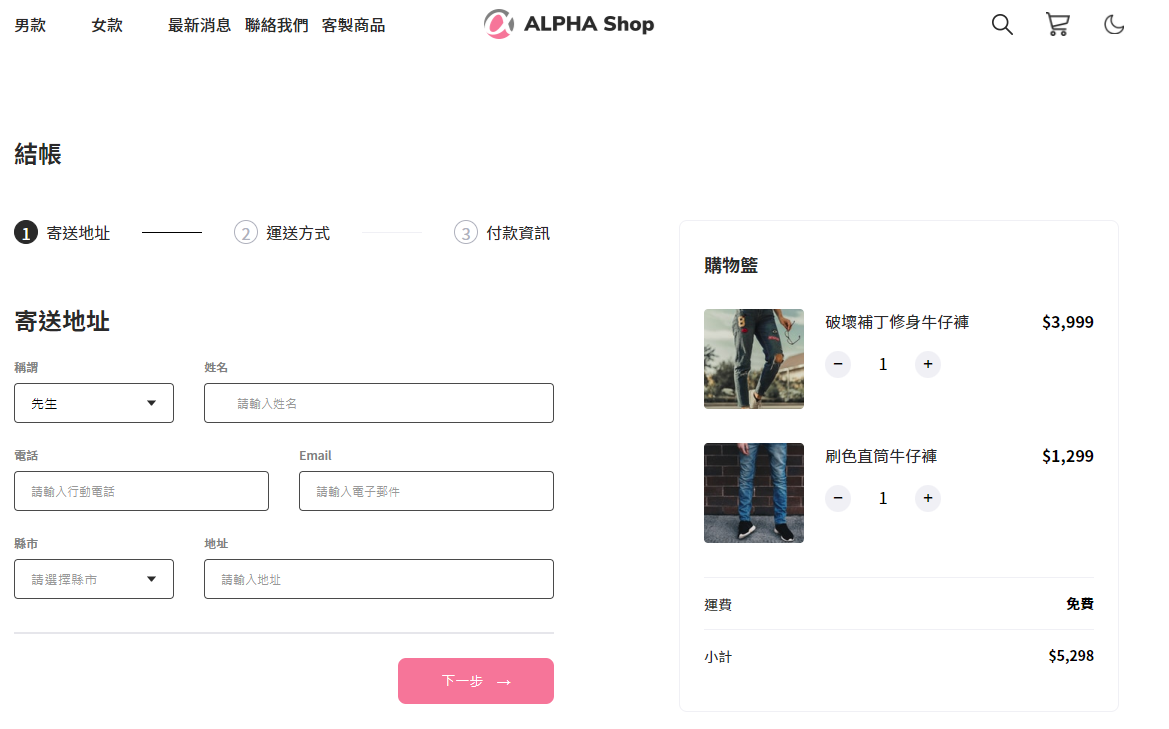 男款 女款 最新消息 聯絡我們 客製商品 ALPHA Shop
結帳
1 寄送地址 2 運送方式 3 付款資訊
寄送地址
稱謂 姓名
先生 請輸入姓名
電話 Email
請輸入行動電話 請輸入電子郵件
縣市 地址
請選擇縣市 請輸入地址
下一步 →
購物籃
破壞補丁修身牛仔褲 $3,999
− 1 +
刷色直筒牛仔褲 $1,299
− 1 +
運費 免費
小計 $5,298